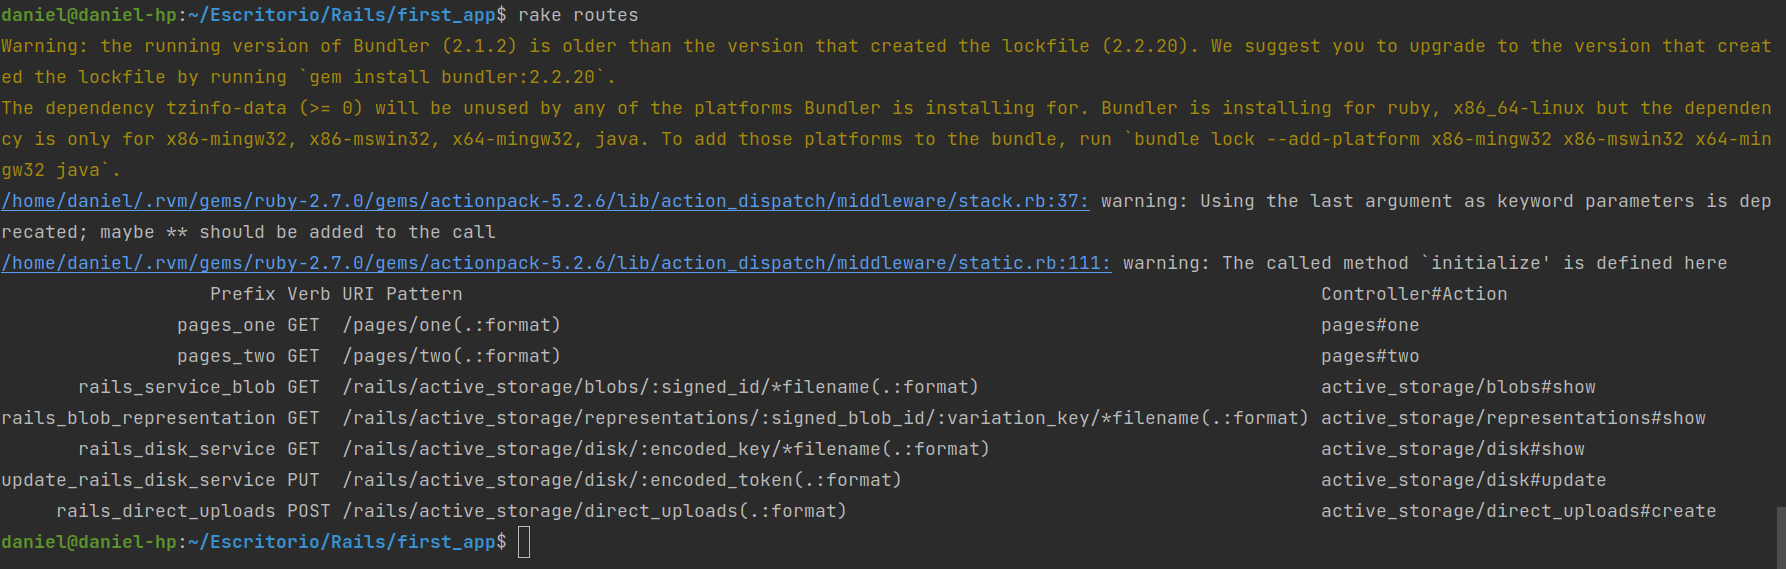 daniel@daniel-hp:~/Escritorio/Rails/first_app$ rake routes
Warning: the running version of Bundler (2.1.2) is older than the version that created the lockfile (2.2.20). We suggest you to upgrade to the version that creat
ed the lockfile by running `gem install bundler:2.2.20`.
The dependency tzinfo-data (>= 0) will be unused by any of the platforms Bundler is installing for. Bundler is installing for ruby, x86_64-linux but the dependen
cy is only for x86-mingw32, x86-mswin32, x64-mingw32, java. To add those platforms to the bundle, run `bundle lock --add-platform x86-mingw32 x86-mswin32 x64-min
gw32 java`.
/home/daniel/.rvm/gems/ruby-2.7.0/gems/actionpack-5.2.6/lib/action_dispatch/middleware/stack.rb:37: warning: Using the last argument as keyword parameters is dep
recated; maybe ** should be added to the call
/home/daniel/.rvm/gems/ruby-2.7.0/gems/actionpack-5.2.6/lib/action_dispatch/middleware/static.rb:111: warning: The called method `initialize' is defined here
                   Prefix Verb URI Pattern                                                                              Controller#Action
                pages_one GET  /pages/one(.:format)                                                                     pages#one
                pages_two GET  /pages/two(.:format)                                                                     pages#two
       rails_service_blob GET  /rails/active_storage/blobs/:signed_id/*filename(.:format)                               active_storage/blobs#show
rails_blob_representation GET  /rails/active_storage/representations/:signed_blob_id/:variation_key/*filename(.:format) active_storage/representations#show
       rails_disk_service GET  /rails/active_storage/disk/:encoded_key/*filename(.:format)                              active_storage/disk#show
update_rails_disk_service PUT  /rails/active_storage/disk/:encoded_token(.:format)                                      active_storage/disk#update
     rails_direct_uploads POST /rails/active_storage/direct_uploads(.:format)                                           active_storage/direct_uploads#create
daniel@daniel-hp:~/Escritorio/Rails/first_app$